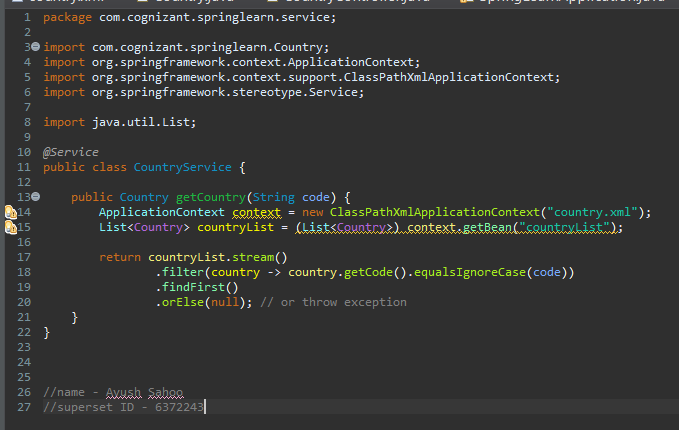 package com.cognizant.springlearn.service;
import com.cognizant.springlearn.Country;
import org.springframework.context.ApplicationContext;
import org.springframework.context.support.ClassPathXmlApplicationContext;
import org.springframework.stereotype.Service;
import java.util.List;
@Service
public class CountryService {
public Country getCountry(String code) {
ApplicationContext context = new ClassPathXmlApplicationContext("country.xml");
List<Country> countryList = (List<Country>) context.getBean("countryList");
return countryList.stream()
.filter(country -> country.getCode().equalsIgnoreCase(code))
.findFirst()
.orElse(null); // or throw exception
}
}
//name - Ayush Sahoo
//superset ID - 6372243